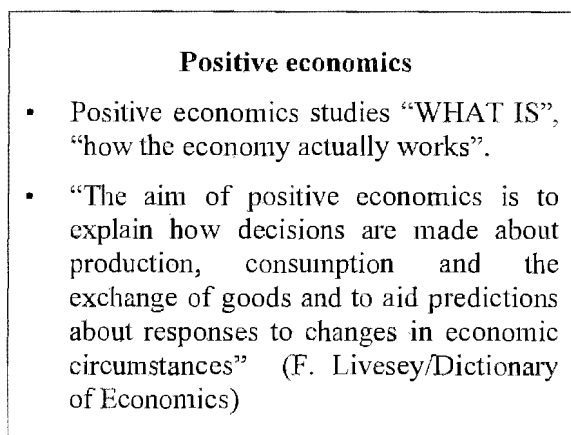 Positive economics
▪ Positive economics studies “WHAT IS”,
“how the economy actually works”.
▪ “The aim of positive economics is to
explain how decisions are made about
production, consumption and the
exchange of goods and to aid predictions
about responses to changes in economic
circumstances” (F. Livesey/Dictionary
of Economics)